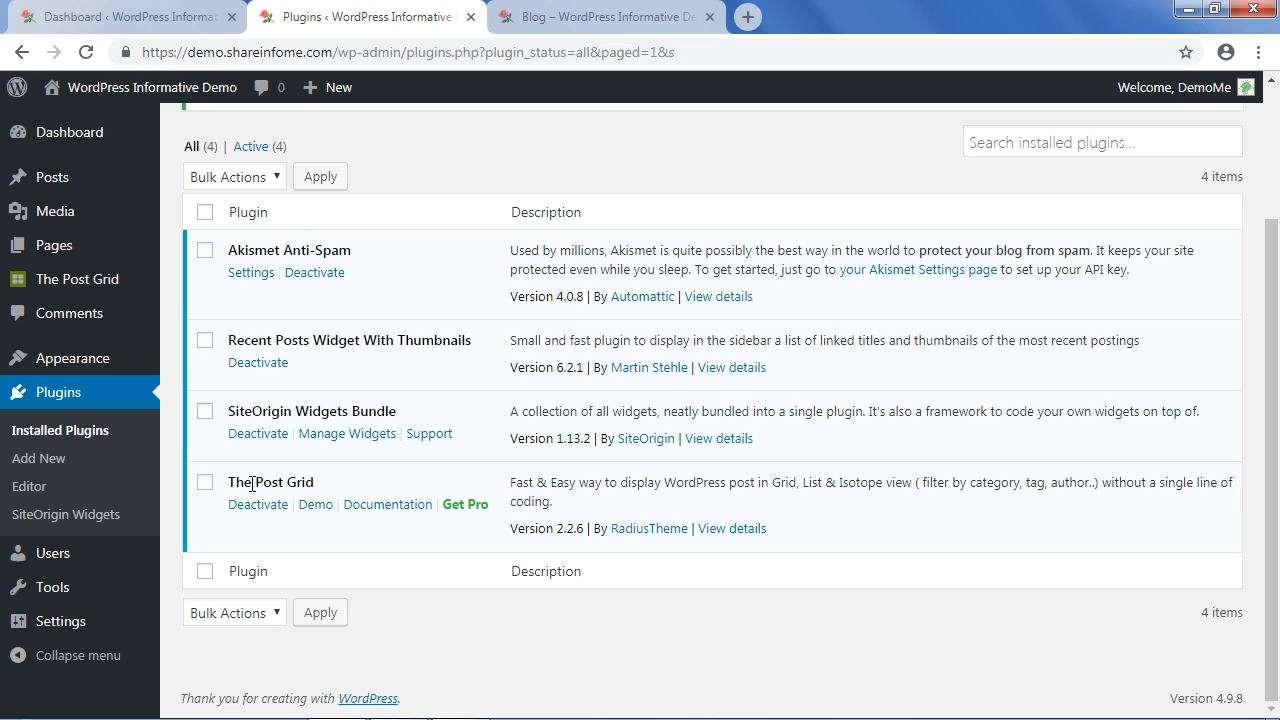 Dashboard ‹ WordPress Informat
Plugins ‹ WordPress Informative
Blog – WordPress Informative De
https://demo.shareinfome.com/wp-admin/plugins.php?plugin_status=all&paged=1&s
WordPress Informative Demo
0
New
Welcome, DemoMe
Dashboard
Posts
Media
Pages
The Post Grid
Comments
Appearance
Plugins
Installed Plugins
Add New
Editor
SiteOrigin Widgets
Users
Tools
Settings
Collapse menu
All (4) | Active (4)
Search installed plugins...
Bulk Actions
Apply
4 items
Plugin
Description
Akismet Anti-Spam
Settings | Deactivate
Used by millions, Akismet is quite possibly the best way in the world to protect your blog from spam. It keeps your site
protected even while you sleep. To get started, just go to your Akismet Settings page to set up your API key.
Version 4.0.8 | By Automattic | View details
Recent Posts Widget With Thumbnails
Deactivate
Small and fast plugin to display in the sidebar a list of linked titles and thumbnails of the most recent postings
Version 6.2.1 | By Martin Stehle | View details
SiteOrigin Widgets Bundle
Deactivate | Manage Widgets | Support
A collection of all widgets, neatly bundled into a single plugin. It's also a framework to code your own widgets on top of.
Version 1.13.2 | By SiteOrigin | View details
The Post Grid
Deactivate | Demo | Documentation | Get Pro
Fast & Easy way to display WordPress post in Grid, List & Isotope view ( filter by category, tag, author..) without a single line of
coding.
Version 2.2.6 | By RadiusTheme | View details
Plugin
Description
Bulk Actions
Apply
4 items
Thank you for creating with WordPress.
Version 4.9.8